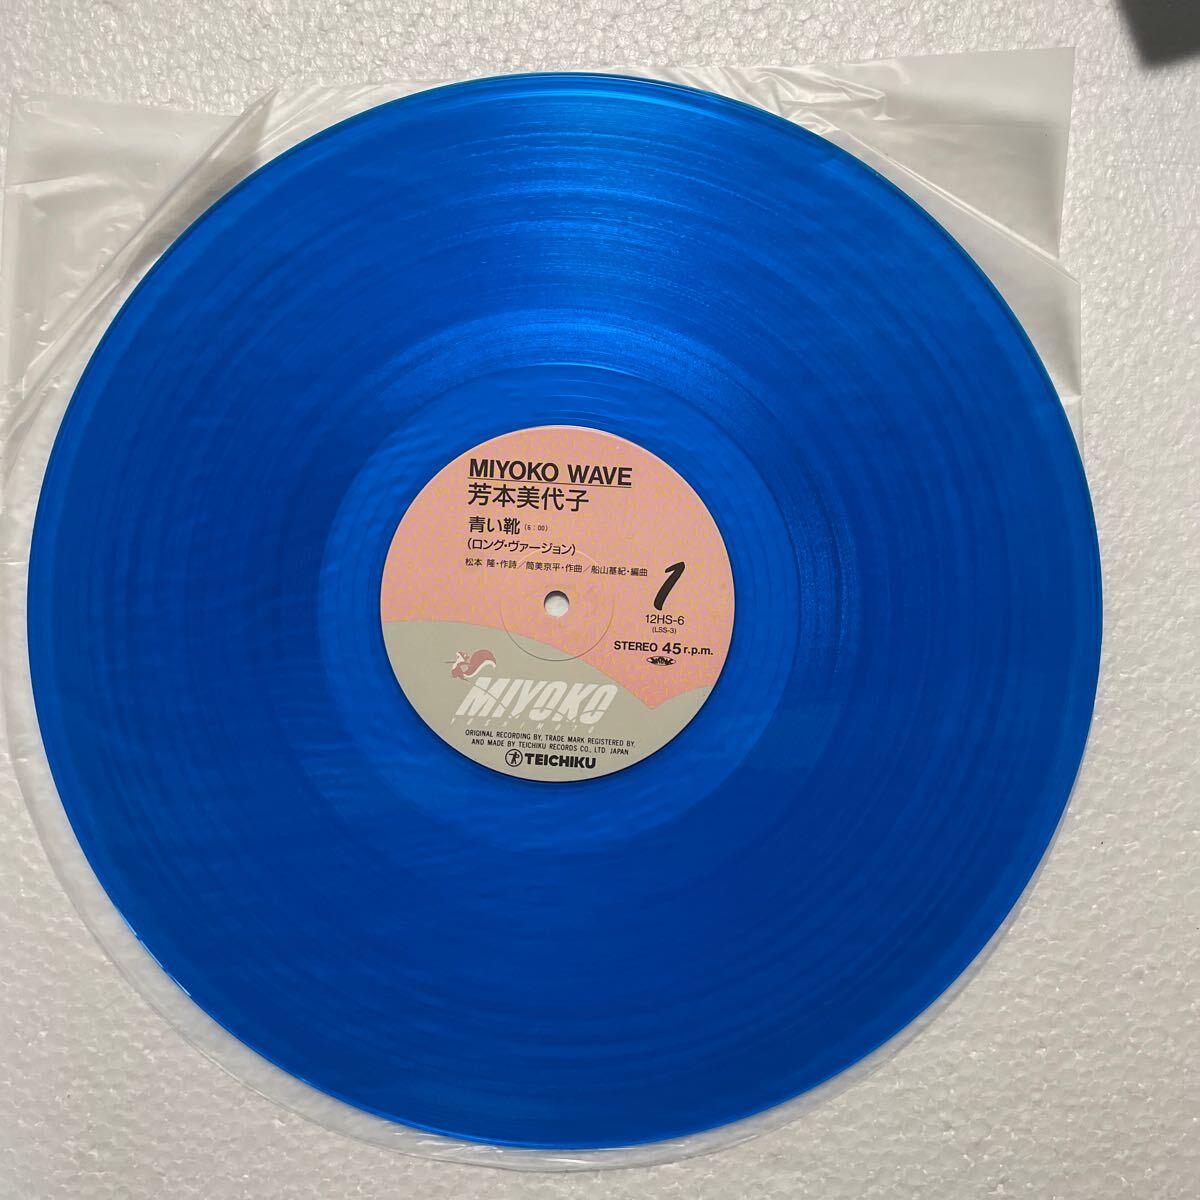 MIYOKO WAVE
芳本美代子
青い靴 (6:00)
(ロング・ヴァージョン)
松本 隆・作詩/筒美京平・作曲/船山基紀・編曲
1
12HS-6
(LSS-3)
STEREO 45 r.p.m.
MIYOKO
ORIGINAL RECORDING BY, TRADE MARK REGISTERED BY,
AND MADE BY TEICHIKU RECORDS CO., LTD. JAPAN
TEICHIKU